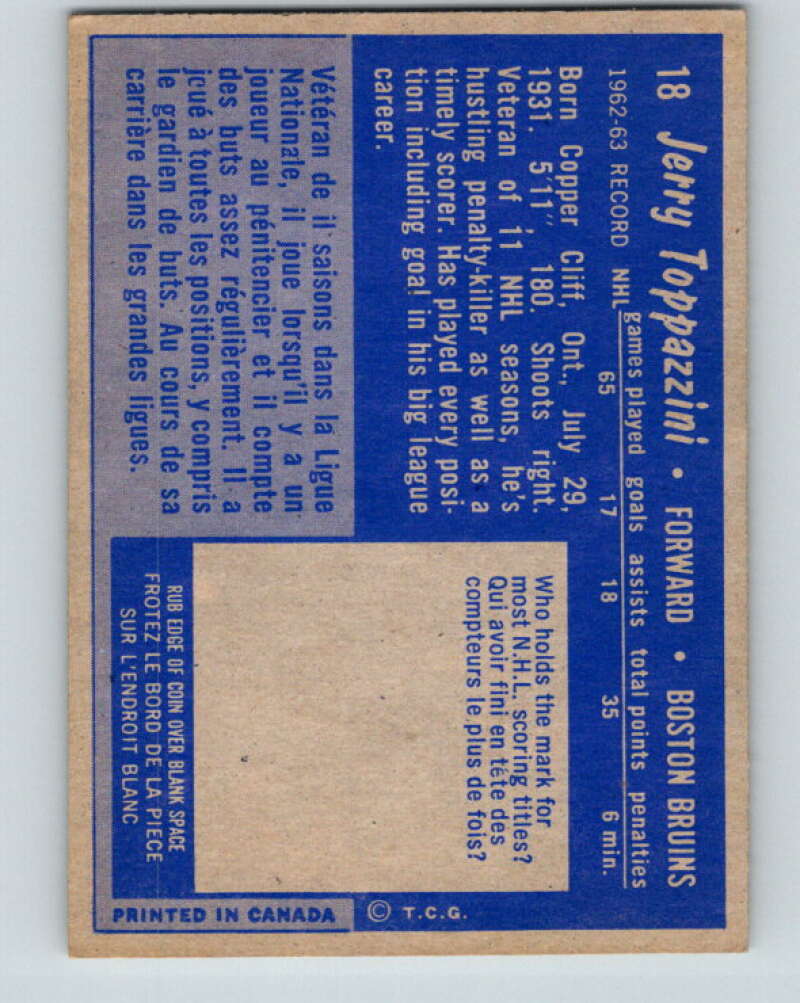 18 Jerry Toppazzini • FORWARD • BOSTON BRUINS
games played goals assists total points penalties
1962-63 RECORD NHL 65 17 18 35 6 min.
Born Copper Cliff, Ont., July 29,
1931. 5'11", 180. Shoots right.
Veteran of 11 NHL seasons, he's
hustling penalty-killer as well as a
timely scorer. Has played every posi-
tion including goal in his big league
career.
Vétéran de il saisons dans la Ligue
Nationale, il joue lorsqu'il y a un
joueur au pénitencier et il compte
des buts assez régulièrement. Il a
joué à toutes les positions, y compris
le gardien de buts. Au cours de sa
carrière dans les grandes ligues.
Who holds the mark for
most N.H.L. scoring titles?
Qui avoir fini en tête des
compteurs le plus de fois?
RUB EDGE OF COIN OVER BLANK SPACE
FROTEZ LE BORD DE LA PIECE
SUR L'ENDROIT BLANC
PRINTED IN CANADA © T.C.G.